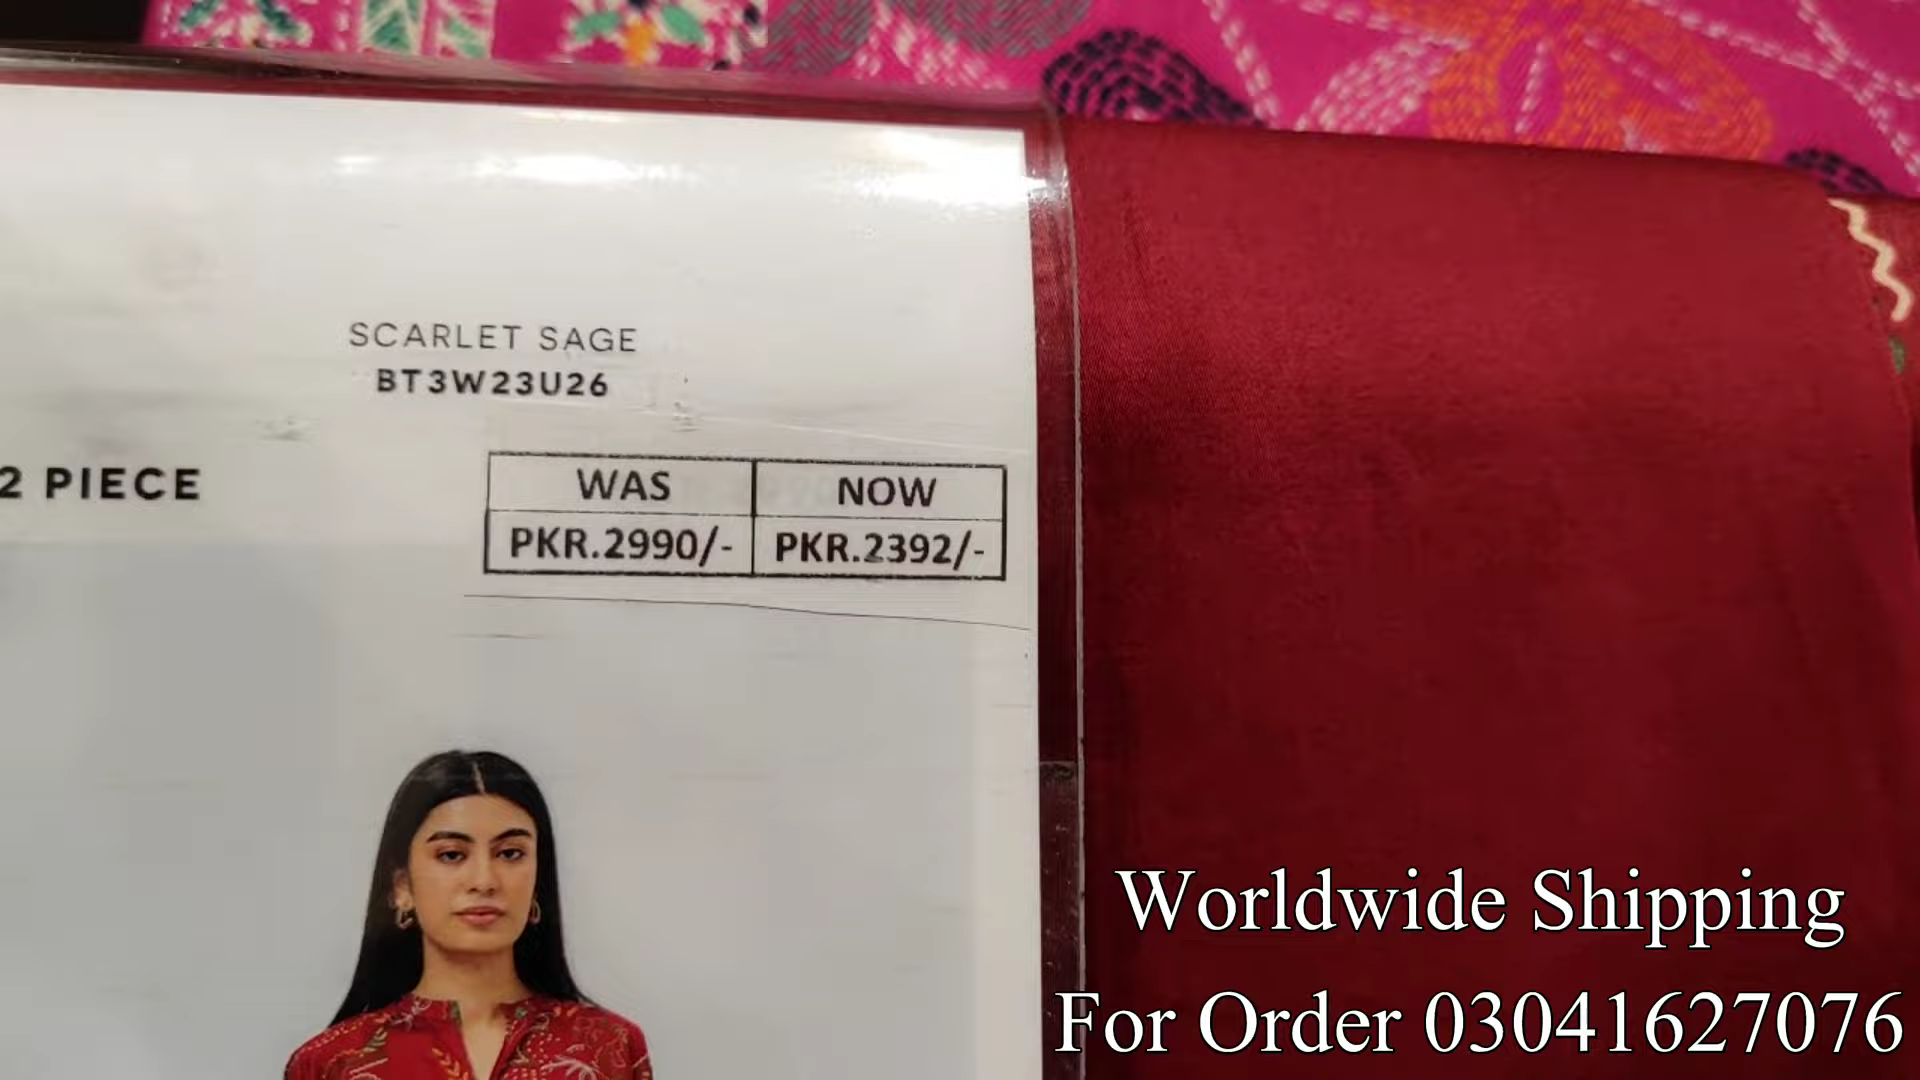 SCARLET SAGE
BT3W23U26
2 PIECE
WAS NOW
PKR.2990/- PKR.2392/-
Worldwide Shipping
For Order 03041627076